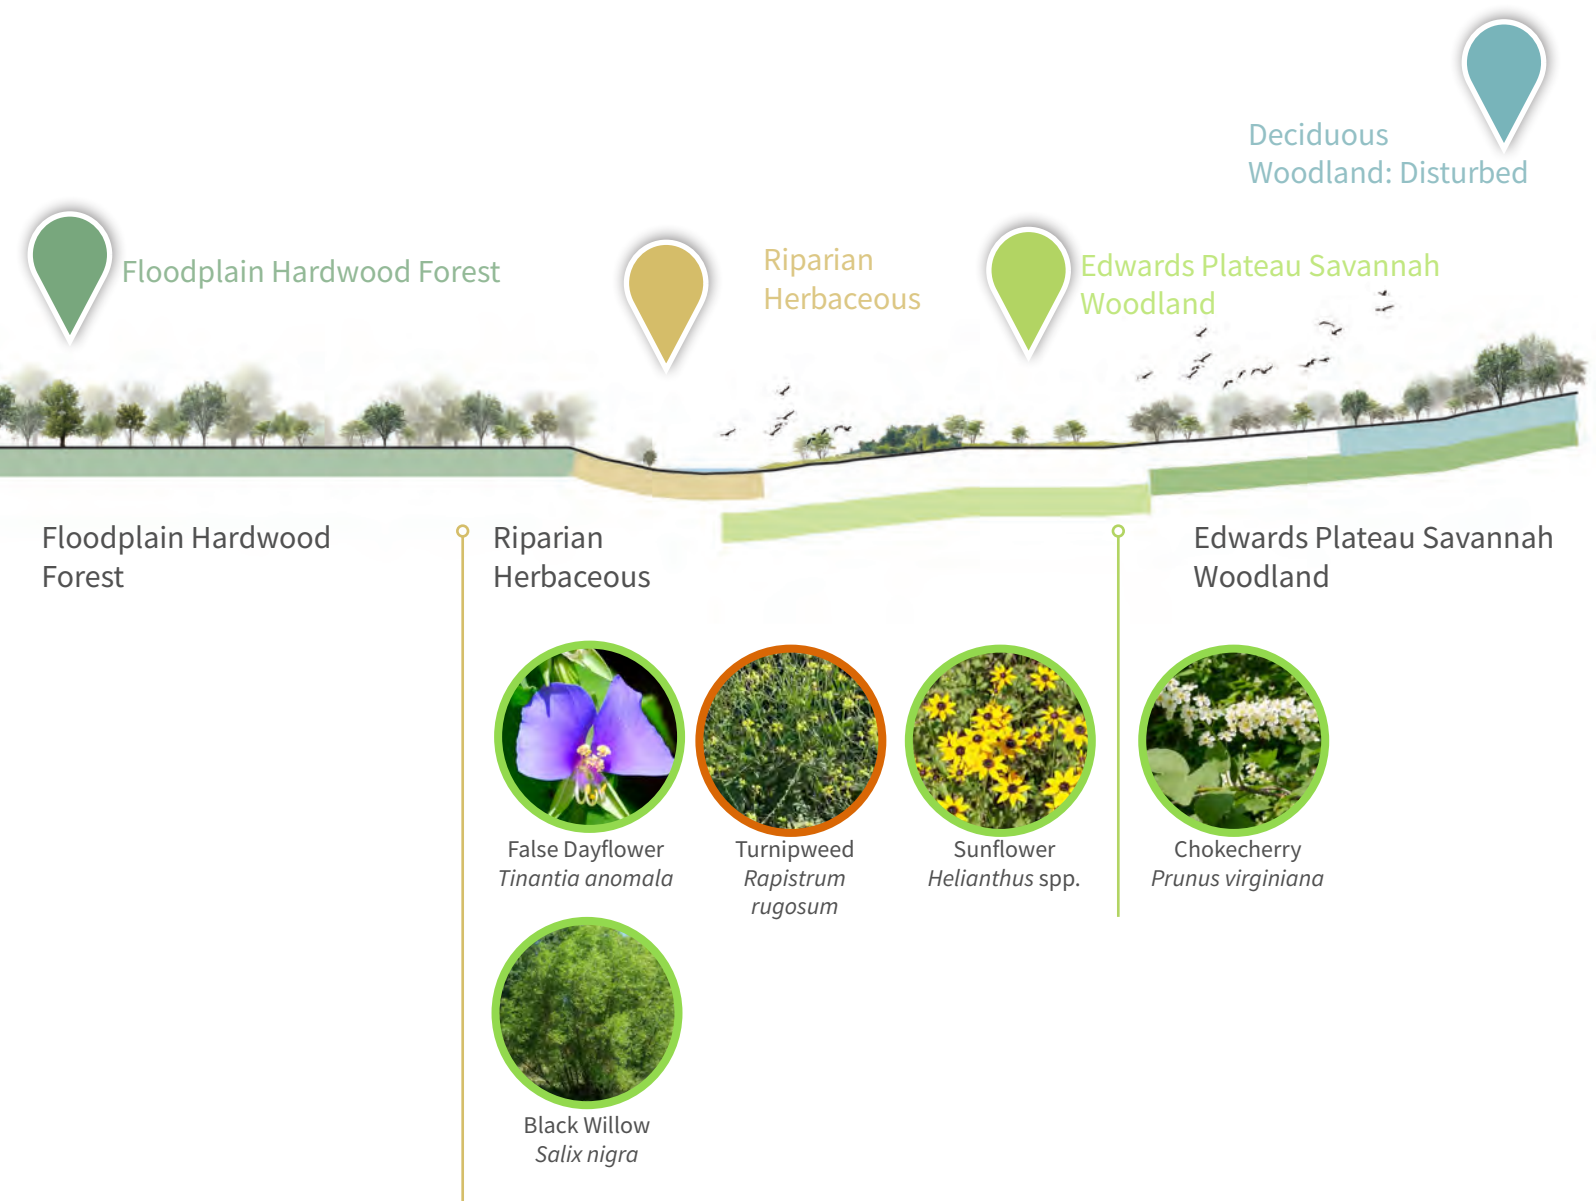 Deciduous
Woodland: Disturbed
Floodplain Hardwood Forest
Riparian
Herbaceous
Edwards Plateau Savannah
Woodland
Floodplain Hardwood
Forest
Riparian
Herbaceous
Edwards Plateau Savannah
Woodland
False Dayflower
Tinantia anomala
Turnipweed
Rapistrum
rugosum
Sunflower
Helianthus spp.
Chokecherry
Prunus virginiana
Black Willow
Salix nigra